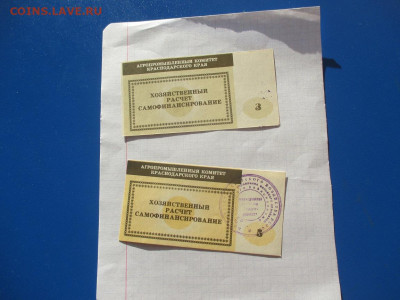 COINS.LAVE.RU
АГРОПРОМЫШЛЕННЫЙ КОМИТЕТ
КРАСНОДАРСКОГО КРАЯ
ХОЗЯЙСТВЕННЫЙ
РАСЧЕТ
САМОФИНАНСИРОВАНИЕ
3
АГРОПРОМЫШЛЕННЫЙ КОМИТЕТ
КРАСНОДАРСКОГО КРАЯ
ХОЗЯЙСТВЕННЫЙ
РАСЧЕТ
САМОФИНАНСИРОВАНИЕ
5